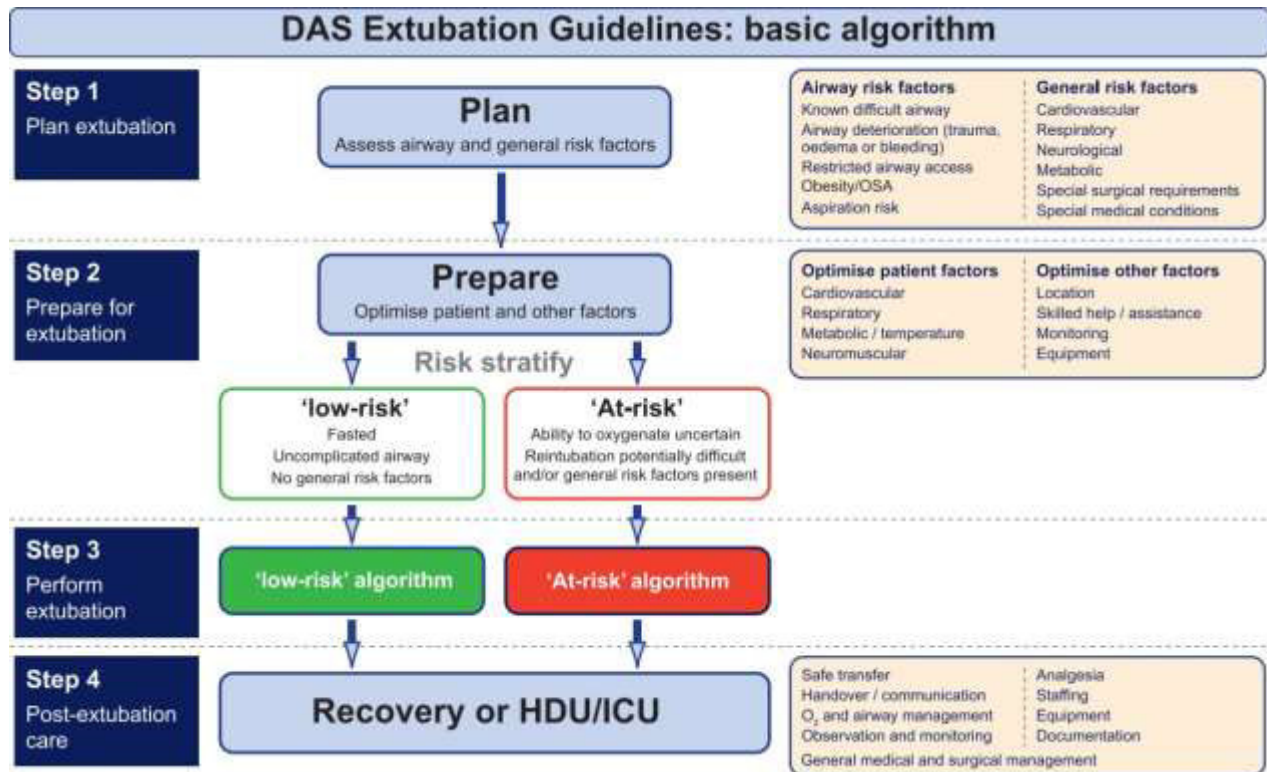 DAS Extubation Guidelines: basic algorithm
Step 1
Plan extubation
Plan
Assess airway and general risk factors
Airway risk factors
Known difficult airway
Airway deterioration (trauma,
oedema or bleeding)
Restricted airway access
Obesity/OSA
Aspiration risk
General risk factors
Cardiovascular
Respiratory
Neurological
Metabolic
Special surgical requirements
Special medical conditions
Step 2
Prepare for
extubation
Prepare
Optimise patient and other factors
Optimise patient factors
Cardiovascular
Respiratory
Metabolic / temperature
Neuromuscular
Optimise other factors
Location
Skilled help / assistance
Monitoring
Equipment
Risk stratify
'low-risk'
Fasted
Uncomplicated airway
No general risk factors
'At-risk'
Ability to oxygenate uncertain
Reintubation potentially difficult
and/or general risk factors present
Step 3
Perform
extubation
'low-risk' algorithm
'At-risk' algorithm
Step 4
Post-extubation
care
Recovery or HDU/ICU
Safe transfer
Handover / communication
O₂ and airway management
Observation and monitoring
Analgesia
Staffing
Equipment
Documentation
General medical and surgical management